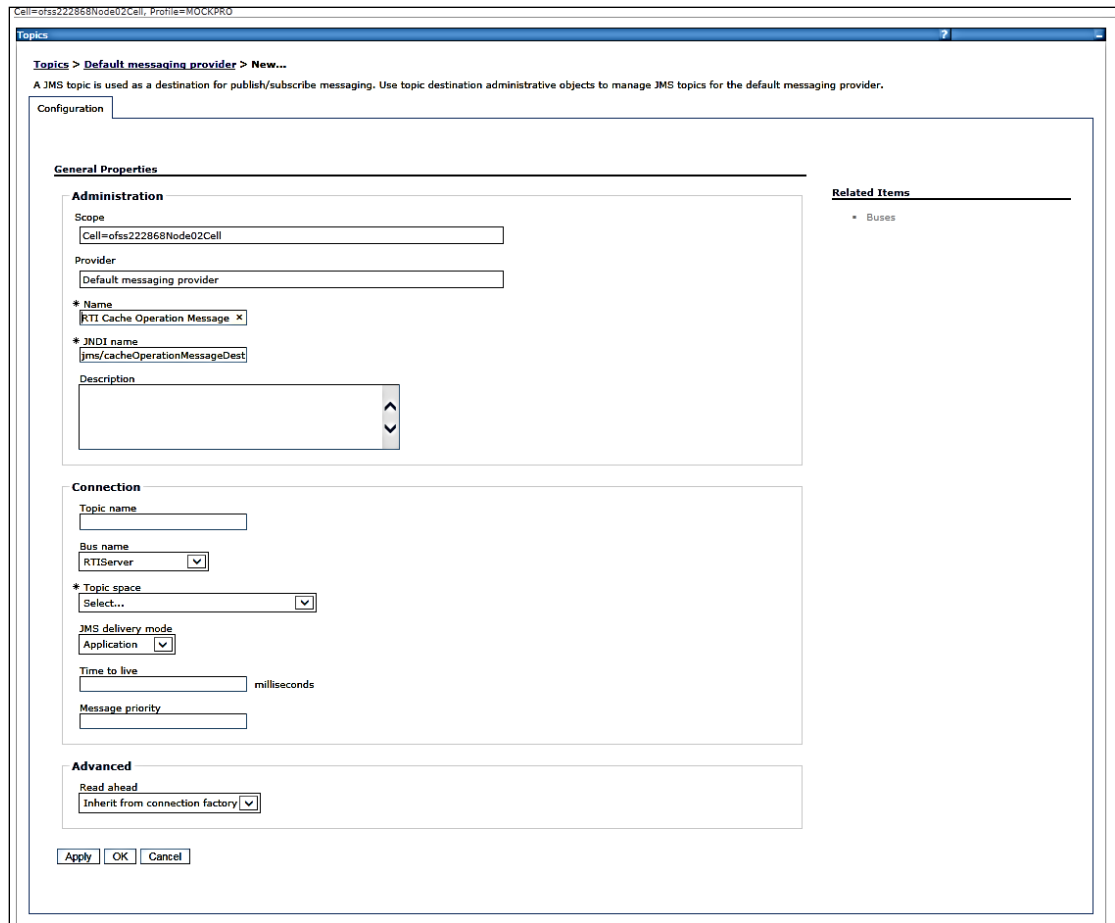 Cell=ofss222868Node02Cell, Profile=MOCKPRO
Topics ? -
Topics > Default messaging provider > New...
A JMS topic is used as a destination for publish/subscribe messaging. Use topic destination administrative objects to manage JMS topics for the default messaging provider.
Configuration
General Properties
Administration
Scope
Cell=ofss222868Node02Cell
Provider
Default messaging provider
* Name
RTI Cache Operation Message ×
* JNDI name
jms/cacheOperationMessageDest
Description
Connection
Topic name
Bus name
RTIServer
* Topic space
Select...
JMS delivery mode
Application
Time to live
milliseconds
Message priority
Advanced
Read ahead
Inherit from connection factory
Apply OK Cancel
Related Items
• Buses